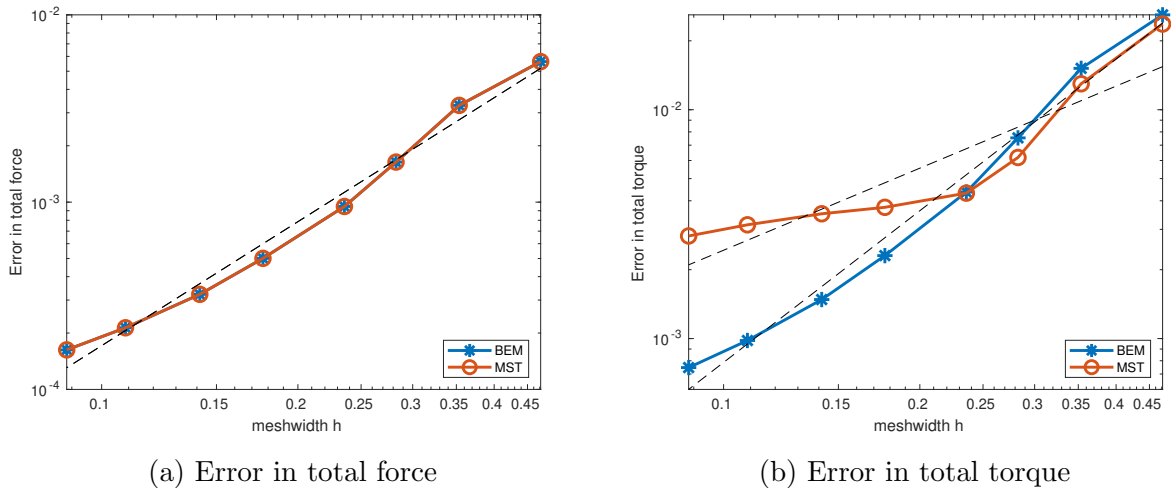 10^-2
10^-3
10^-4
Error in total force
0.1 0.15 0.2 0.25 0.3 0.35 0.4 0.45
meshwidth h
BEM
MST
(a) Error in total force
10^-2
10^-3
Error in total torque
0.1 0.15 0.2 0.25 0.3 0.35 0.4 0.45
meshwidth h
BEM
MST
(b) Error in total torque